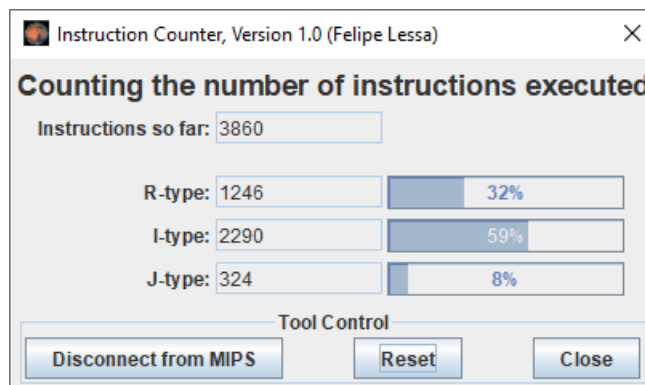 Instruction Counter, Version 1.0 (Felipe Lessa)
Counting the number of instructions executed
Instructions so far: 3860
R-type: 1246 32%
I-type: 2290 59%
J-type: 324 8%
Tool Control
Disconnect from MIPS Reset Close